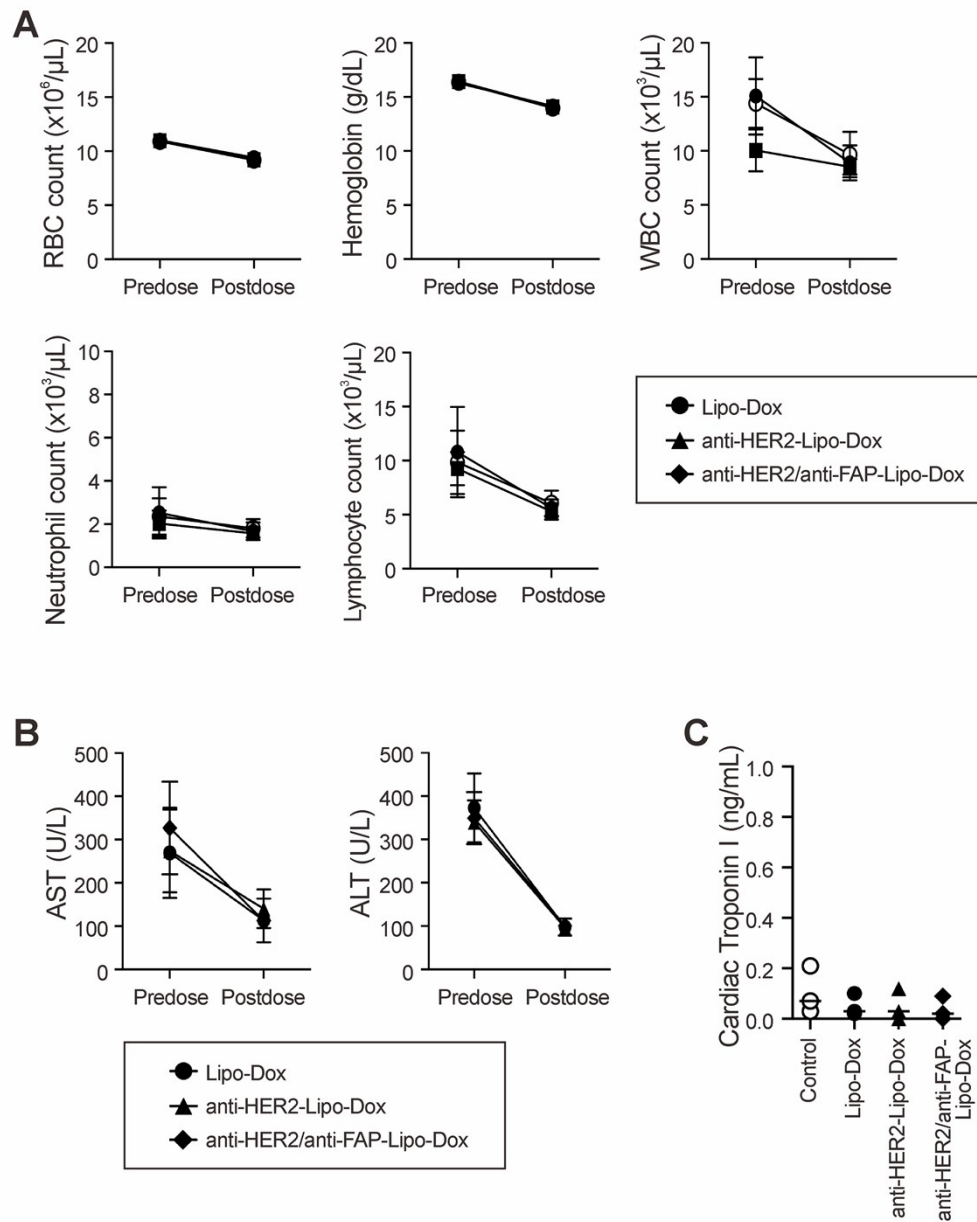 A
RBC count (x10⁶/µL)
20
15
10
5
0
Predose Postdose
Hemoglobin (g/dL)
20
15
10
5
0
Predose Postdose
WBC count (x10³/µL)
20
15
10
5
0
Predose Postdose
Neutrophil count (x10³/µL)
10
8
6
4
2
0
Predose Postdose
Lymphocyte count (x10³/µL)
20
15
10
5
0
Predose Postdose
Lipo-Dox
anti-HER2-Lipo-Dox
anti-HER2/anti-FAP-Lipo-Dox
B
AST (U/L)
500
400
300
200
100
0
Predose Postdose
ALT (U/L)
500
400
300
200
100
0
Predose Postdose
Lipo-Dox
anti-HER2-Lipo-Dox
anti-HER2/anti-FAP-Lipo-Dox
C
Cardiac Troponin I (ng/mL)
1.0
0.8
0.6
0.4
0.2
0.0
Control
Lipo-Dox
anti-HER2-Lipo-Dox
anti-HER2/anti-FAP-
Lipo-Dox